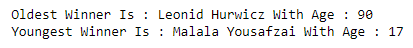 Oldest Winner Is : Leonid Hurwicz With Age : 90
Youngest Winner Is : Malala Yousafzai With Age : 17